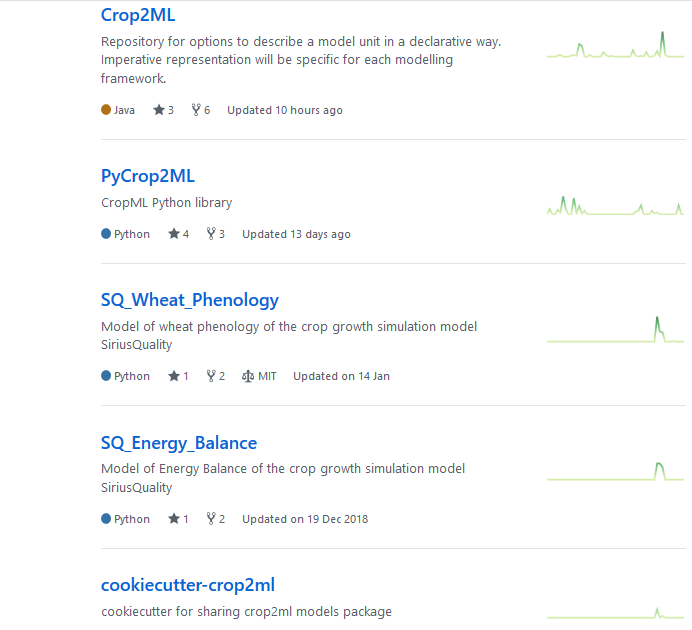 Crop2ML
Repository for options to describe a model unit in a declarative way.
Imperative representation will be specific for each modelling
framework.
Java 3 6 Updated 10 hours ago
PyCrop2ML
CropML Python library
Python 4 3 Updated 13 days ago
SQ_Wheat_Phenology
Model of wheat phenology of the crop growth simulation model
SiriusQuality
Python 1 2 MIT Updated on 14 Jan
SQ_Energy_Balance
Model of Energy Balance of the crop growth simulation model
SiriusQuality
Python 1 2 Updated on 19 Dec 2018
cookiecutter-crop2ml
cookiecutter for sharing crop2ml models package